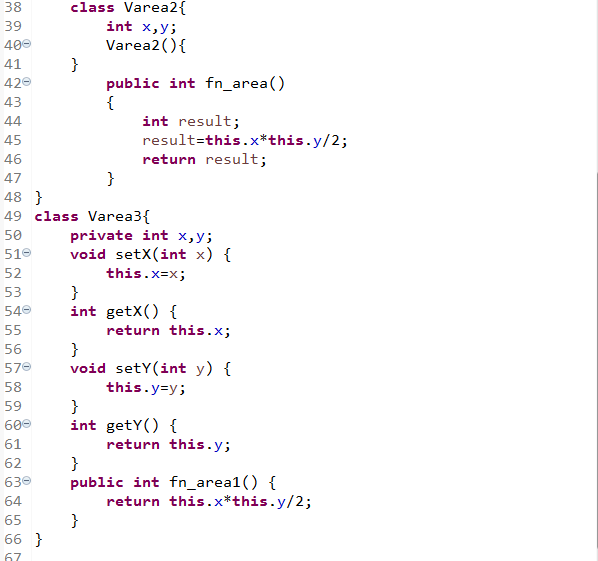 38     class Varea2{
39         int x,y;
40         Varea2(){
41     }
42         public int fn_area()
43         {
44             int result;
45             result=this.x*this.y/2;
46             return result;
47         }
48 }
49 class Varea3{
50     private int x,y;
51     void setX(int x) {
52         this.x=x;
53     }
54     int getX() {
55         return this.x;
56     }
57     void setY(int y) {
58         this.y=y;
59     }
60     int getY() {
61         return this.y;
62     }
63     public int fn_area1() {
64         return this.x*this.y/2;
65     }
66 }
67